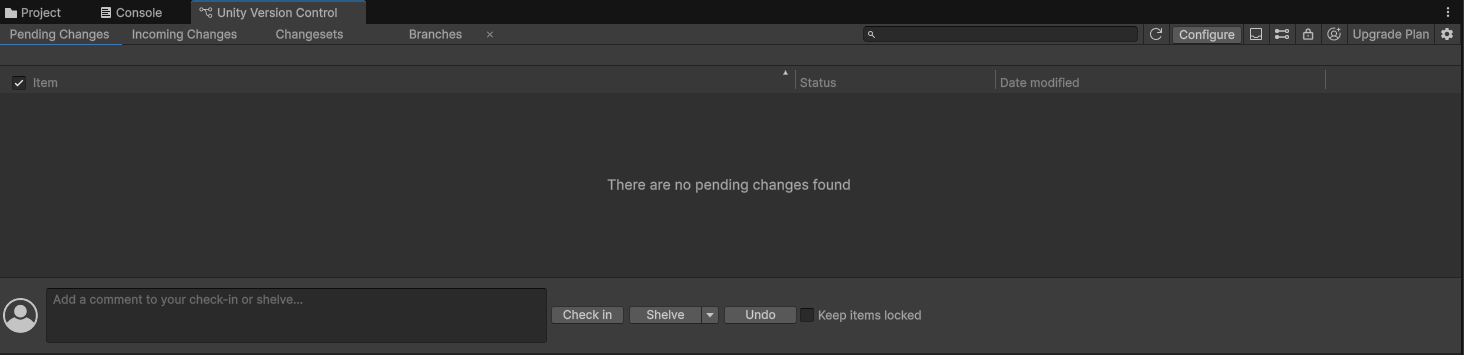 Project Console Unity Version Control
Pending Changes Incoming Changes Changesets Branches × Configure Upgrade Plan
Item Status Date modified
There are no pending changes found
Add a comment to your check-in or shelve...
Check in Shelve Undo Keep items locked